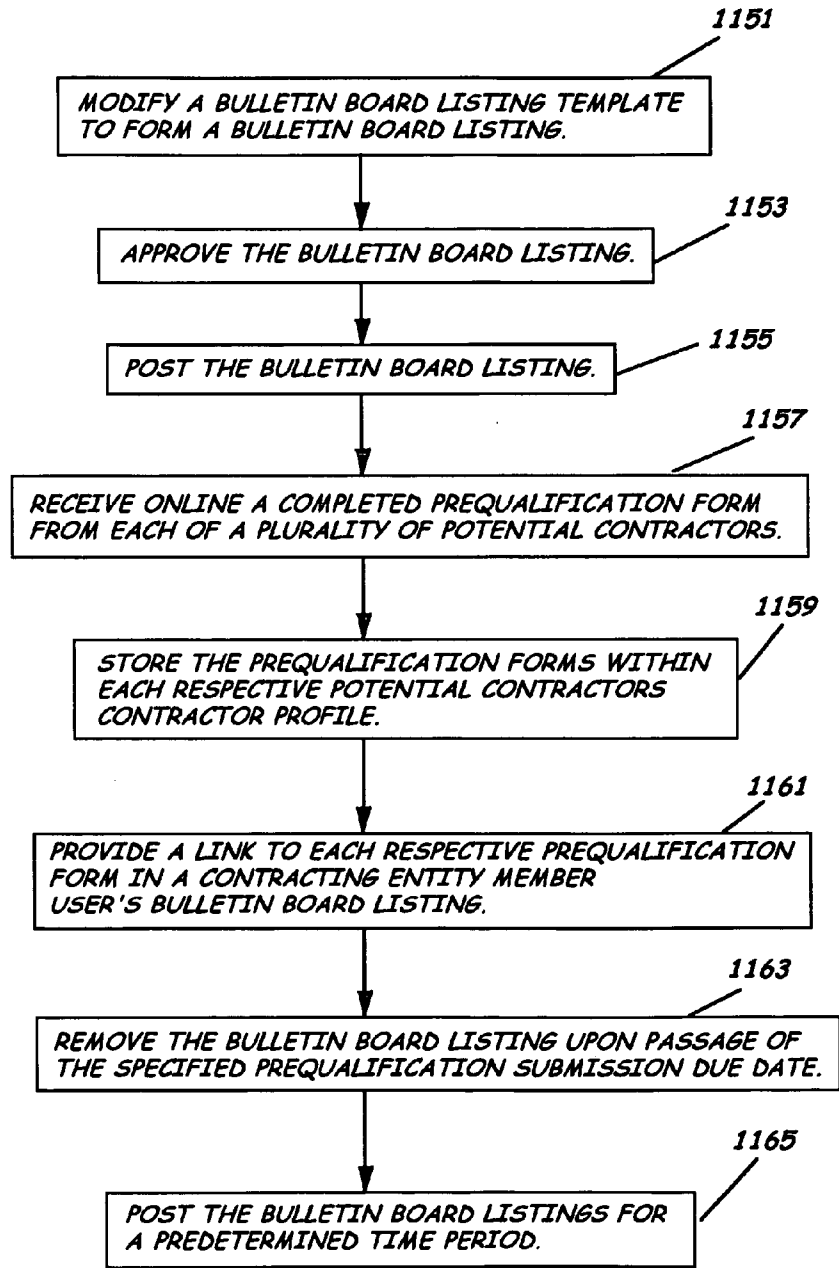 1151
MODIFY A BULLETIN BOARD LISTING TEMPLATE
TO FORM A BULLETIN BOARD LISTING.
1153
APPROVE THE BULLETIN BOARD LISTING.
1155
POST THE BULLETIN BOARD LISTING.
1157
RECEIVE ONLINE A COMPLETED PREQUALIFICATION FORM
FROM EACH OF A PLURALITY OF POTENTIAL CONTRACTORS.
1159
STORE THE PREQUALIFICATION FORMS WITHIN
EACH RESPECTIVE POTENTIAL CONTRACTORS
CONTRACTOR PROFILE.
1161
PROVIDE A LINK TO EACH RESPECTIVE PREQUALIFICATION
FORM IN A CONTRACTING ENTITY MEMBER
USER'S BULLETIN BOARD LISTING.
1163
REMOVE THE BULLETIN BOARD LISTING UPON PASSAGE OF
THE SPECIFIED PREQUALIFICATION SUBMISSION DUE DATE.
1165
POST THE BULLETIN BOARD LISTINGS FOR
A PREDETERMINED TIME PERIOD.